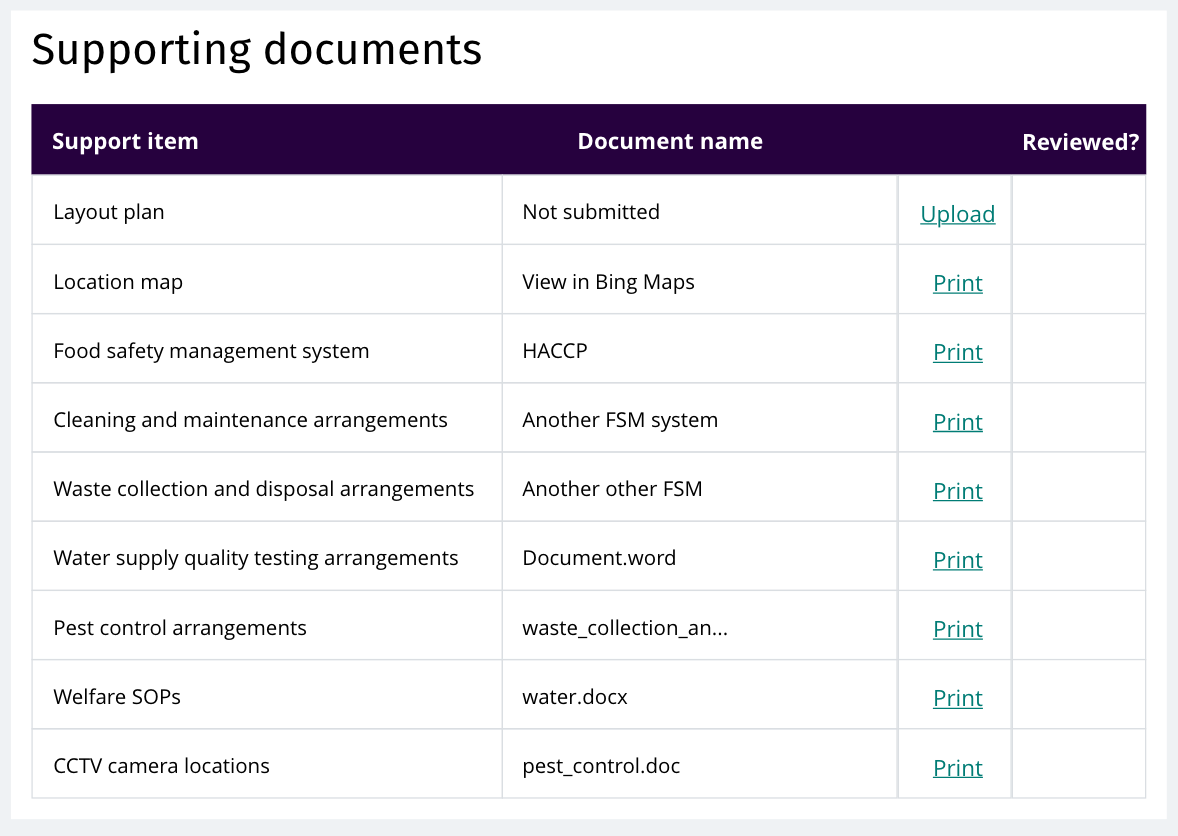 Supporting documents
Support item Document name Reviewed?
Layout plan Not submitted Upload
Location map View in Bing Maps Print
Food safety management system HACCP Print
Cleaning and maintenance arrangements Another FSM system Print
Waste collection and disposal arrangements Another other FSM Print
Water supply quality testing arrangements Document.word Print
Pest control arrangements waste_collection_an... Print
Welfare SOPs water.docx Print
CCTV camera locations pest_control.doc Print